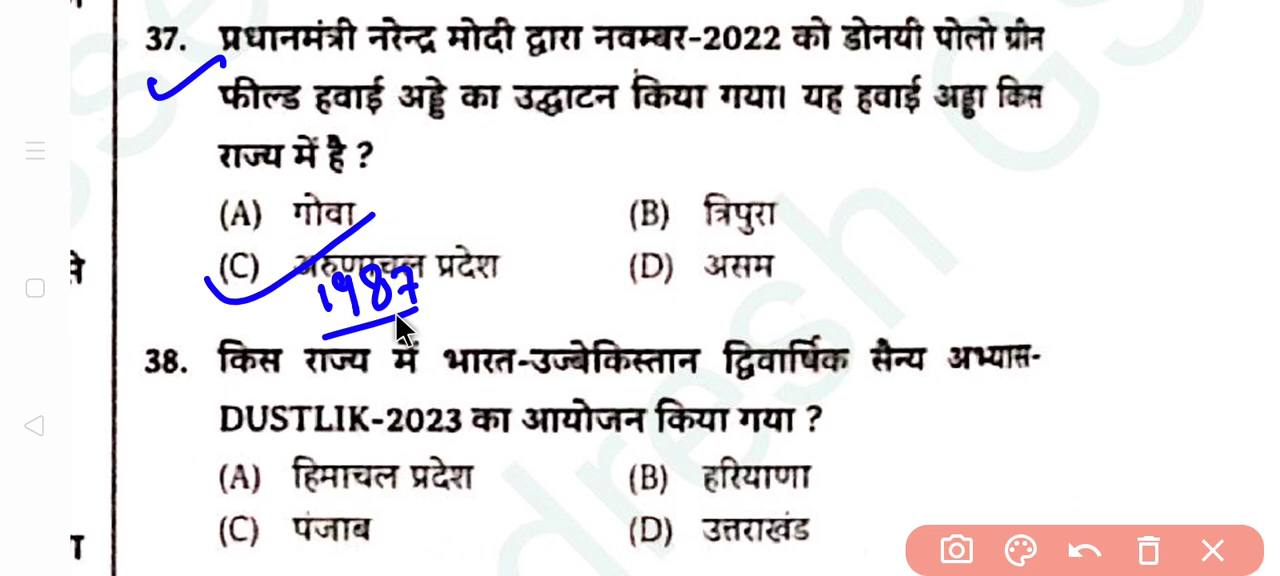 37. प्रधानमंत्री नरेन्द्र मोदी द्वारा नवम्बर-2022 को डोनयी पोलो ग्रीन
फील्ड हवाई अड्डे का उद्घाटन किया गया। यह हवाई अड्डा किस
राज्य में है ?
(A) गोवा (B) त्रिपुरा
(C) अरुणाचल प्रदेश (D) असम
1987
38. किस राज्य में भारत-उज्बेकिस्तान द्विवार्षिक सैन्य अभ्यास-
DUSTLIK-2023 का आयोजन किया गया ?
(A) हिमाचल प्रदेश (B) हरियाणा
(C) पंजाब (D) उत्तराखंड